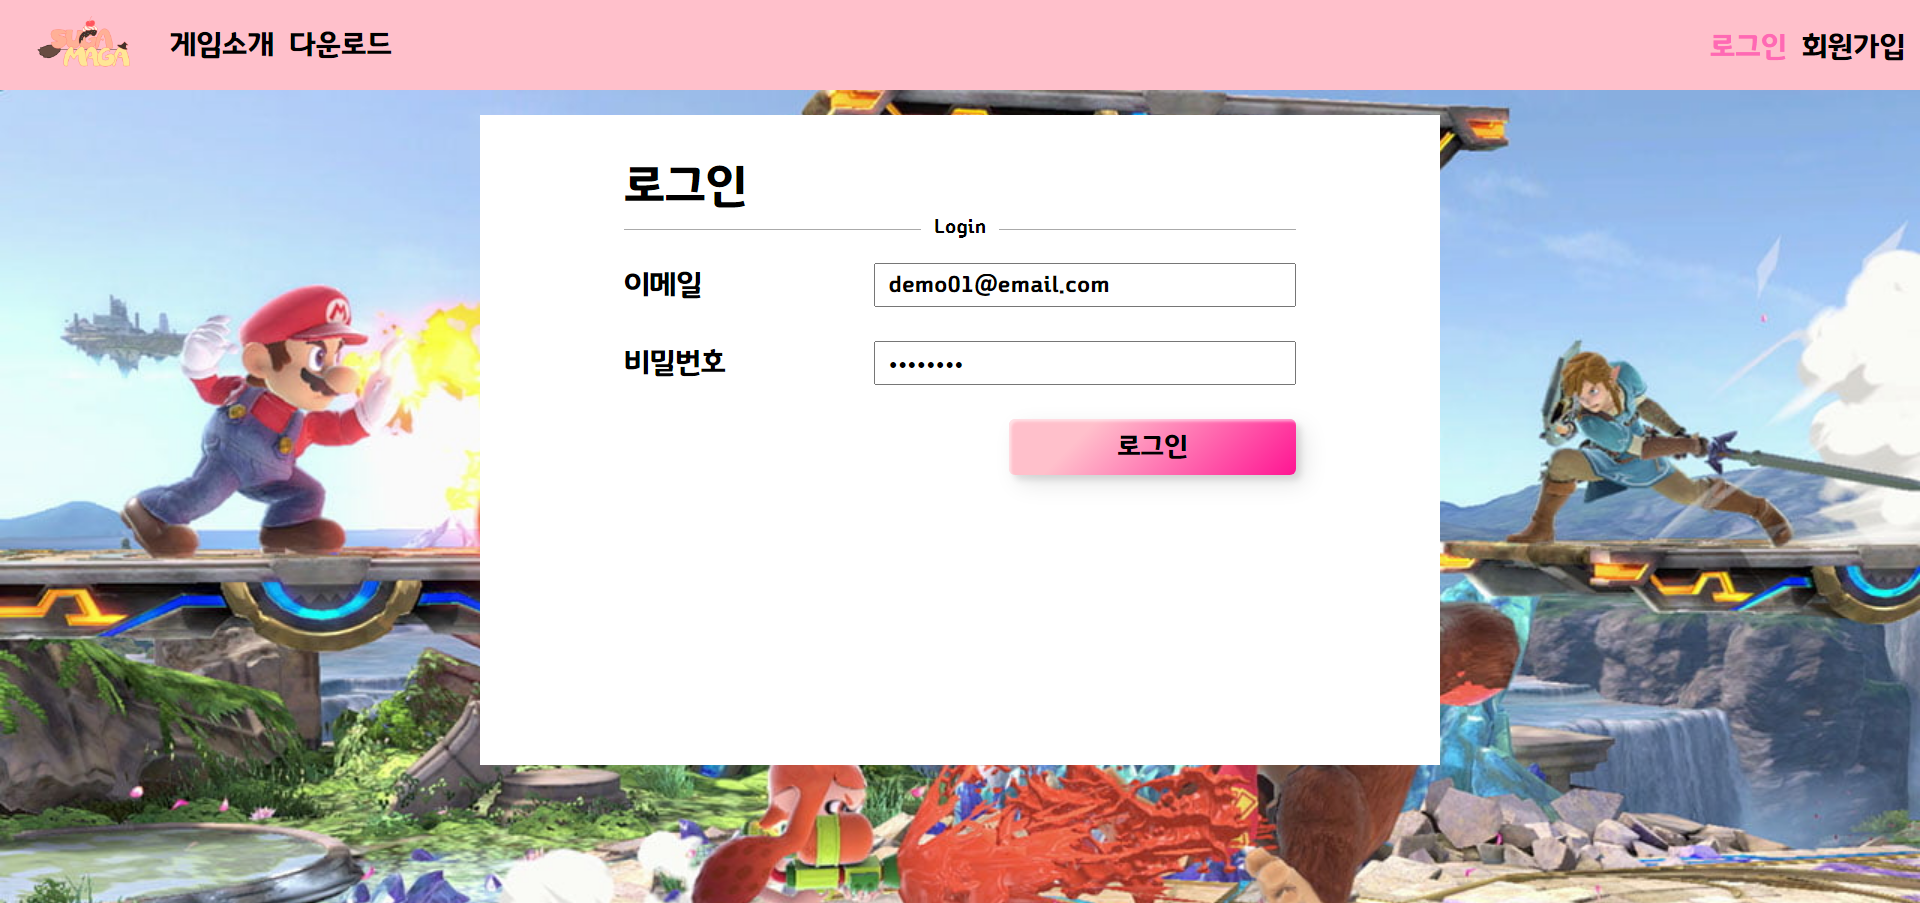 SUGA
MAGA
게임소개 다운로드
로그인 회원가입
로그인
Login
이메일
demo01@email.com
비밀번호
로그인